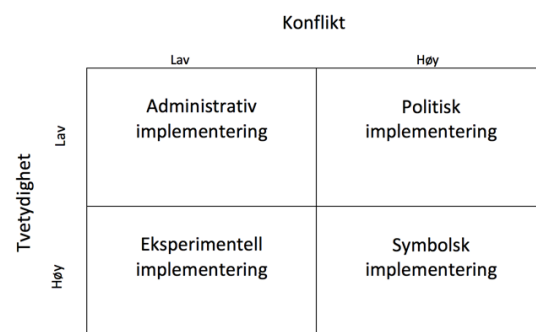 Konflikt
Lav
Høy
Administrativ
implementering
Politisk
implementering
Tvetydighet
Lav
Høy
Eksperimentell
implementering
Symbolsk
implementering